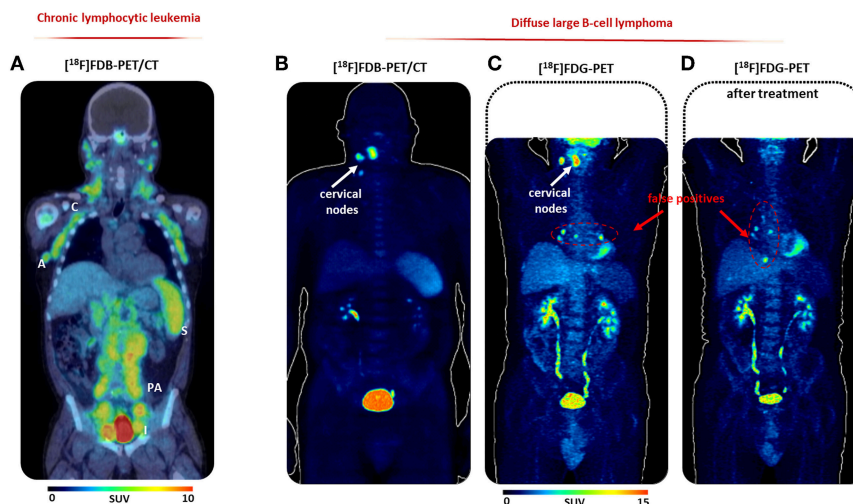 Chronic lymphocytic leukemia
Diffuse large B-cell lymphoma
A
[¹⁸F]FDB-PET/CT
B
[¹⁸F]FDB-PET/CT
C
[¹⁸F]FDG-PET
D
[¹⁸F]FDG-PET
after treatment
cervical
nodes
cervical
nodes
false positives
C
A
S
PA
I
0
SUV
10
0
SUV
15